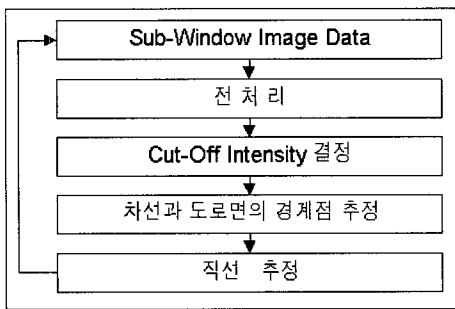 Sub-Window Image Data
전 처 리
Cut-Off Intensity 결정
차선과 도로면의 경계점 추정
직선 추정